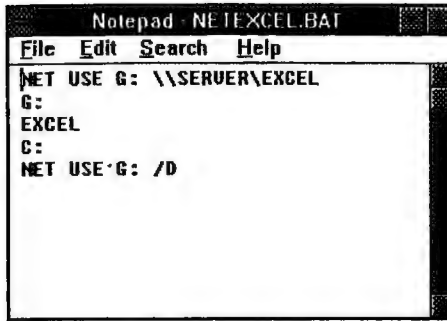 Notepad - NETEXCEL.BAT
File Edit Search Help
NET USE G: \\SERVER\EXCEL
G:
EXCEL
C:
NET USE G: /D